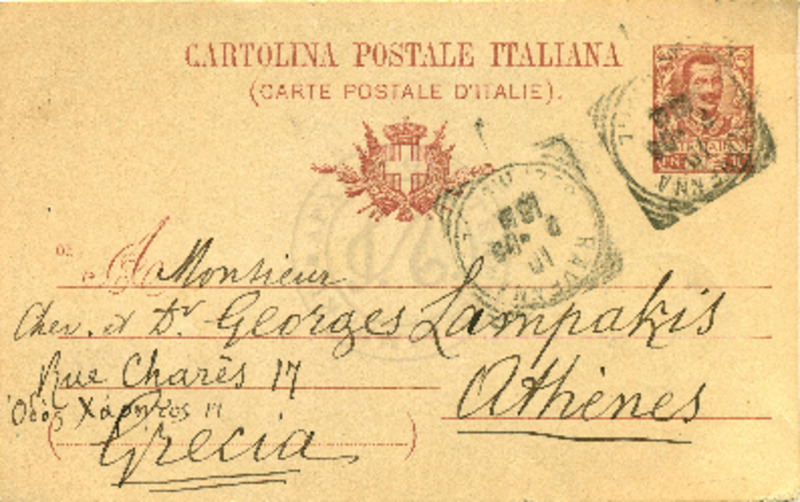 CARTOLINA POSTALE ITALIANA
(CARTE POSTALE D'ITALIE).
RAVENNA
A Monsieur
Chev. et Dr Georges Lampakis
Rue Charès 17
Ὁδὸς Χάρητος 17
Athènes
(Grecia)